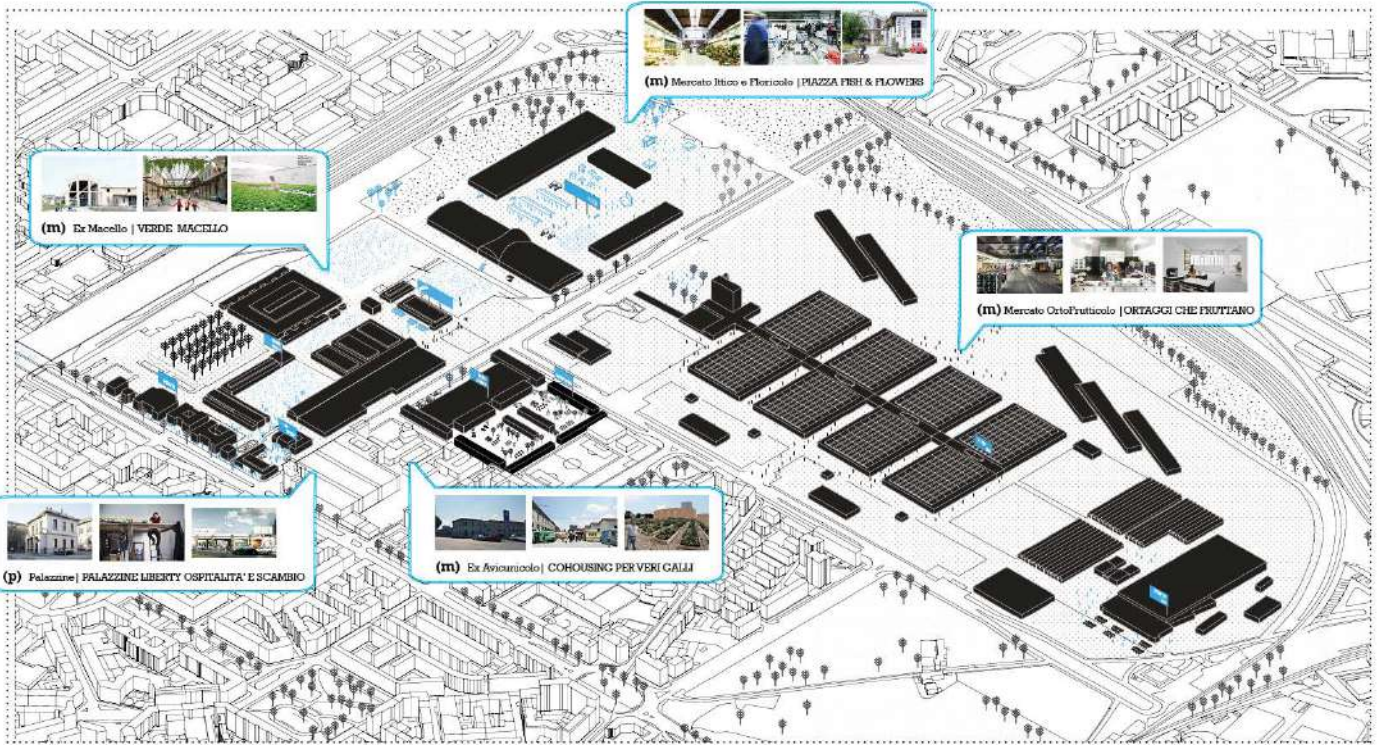 (m) Mercato Ittico e Floricolo | PIAZZA FISH & FLOWERS
(m) Ex Macello | VERDE MACELLO
(m) Mercato OrtoFrutticolo | ORTAGGI CHE FRUTTANO
(p) Palazzine | PALAZZINE LIBERTY OSPITALITA' E SCAMBIO
(m) Ex Avicunicolo | COHOUSING PER VERI GALLI